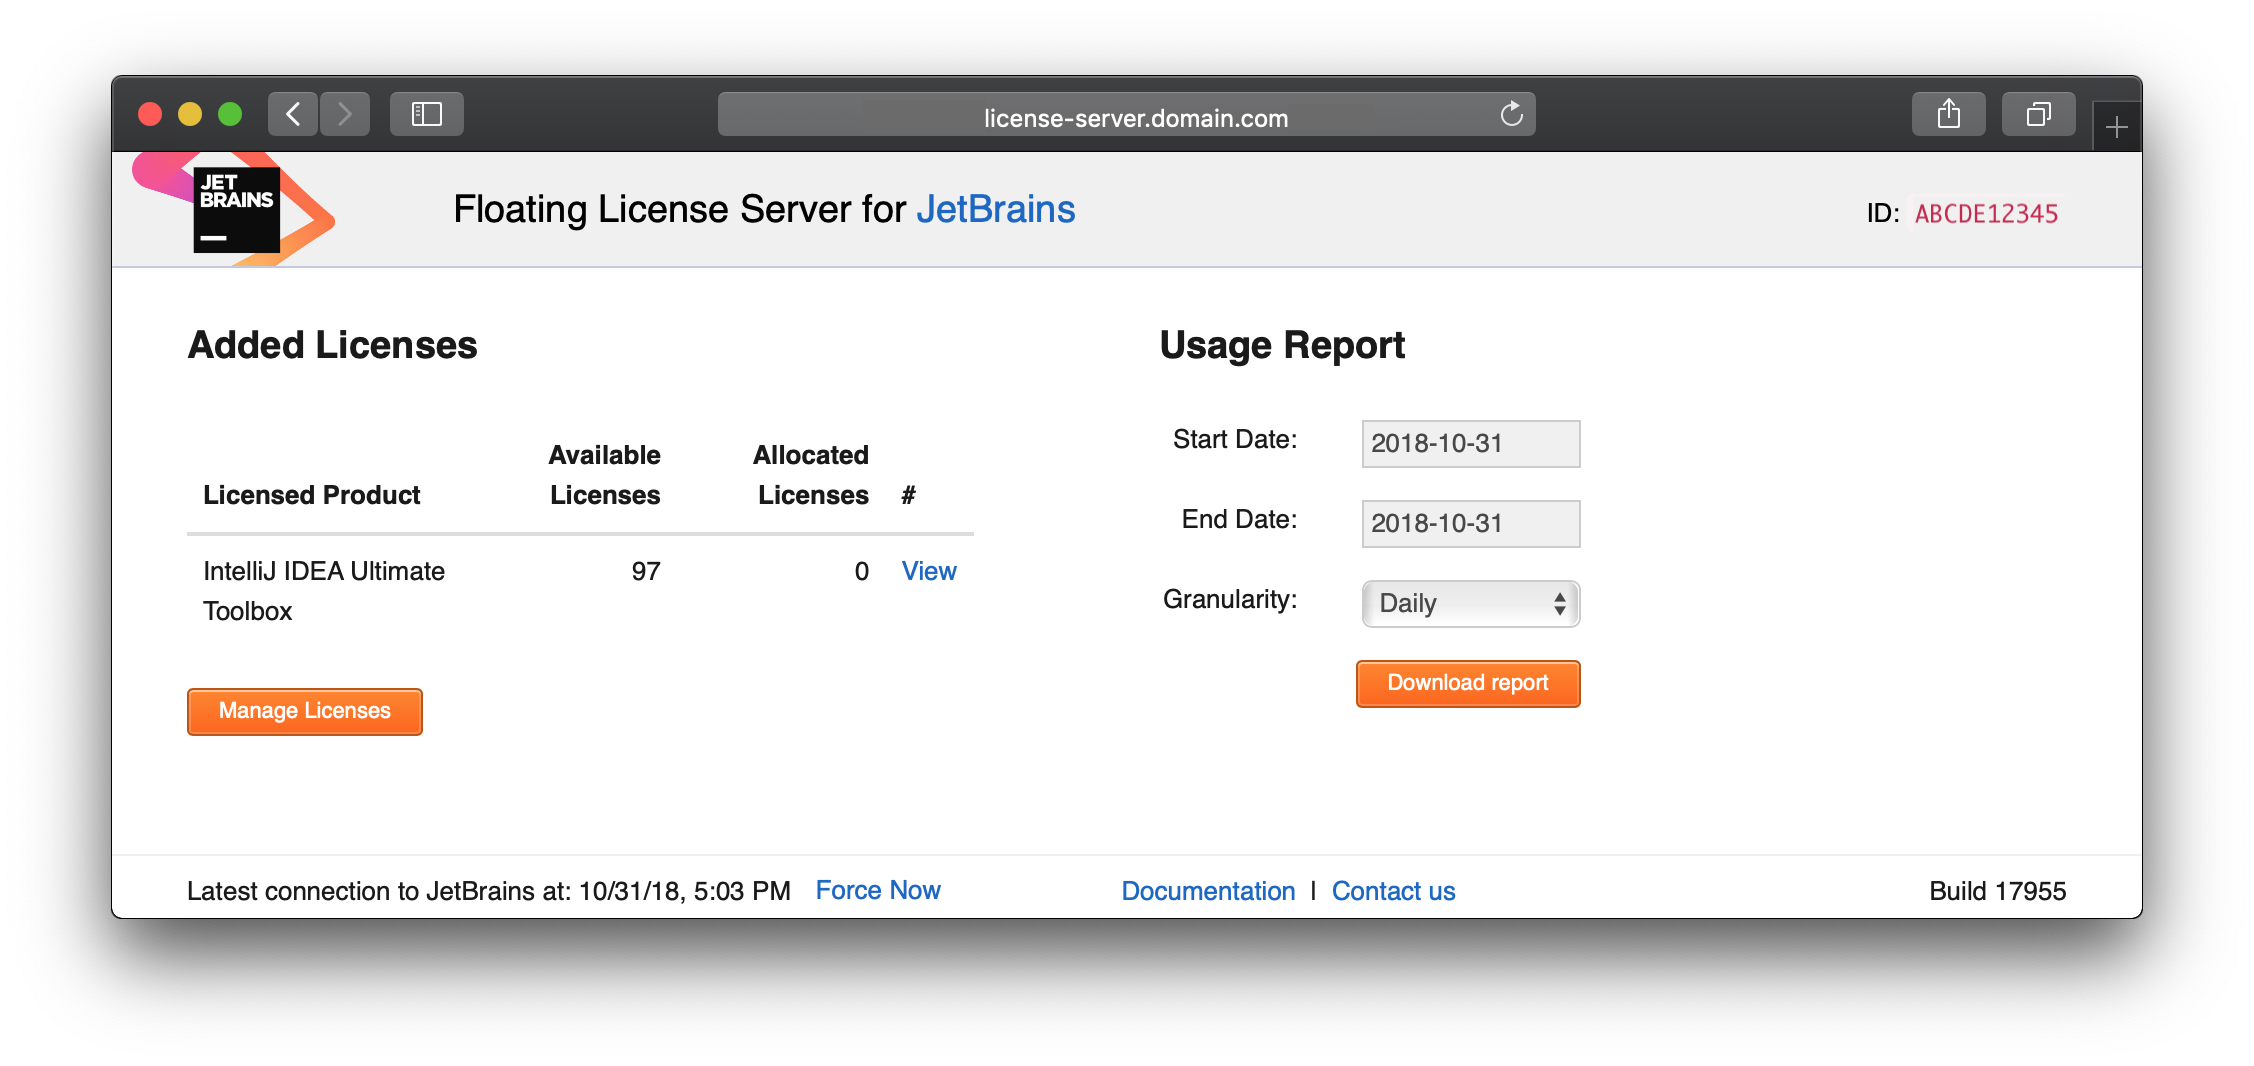 license-server.domain.com
JET
BRAINS
Floating License Server for JetBrains
ID: ABCDE12345
Added Licenses
Licensed Product Available Licenses Allocated Licenses #
IntelliJ IDEA Ultimate 97 0 View
Toolbox
Manage Licenses
Usage Report
Start Date: 2018-10-31
End Date: 2018-10-31
Granularity: Daily
Download report
Latest connection to JetBrains at: 10/31/18, 5:03 PM Force Now
Documentation | Contact us
Build 17955